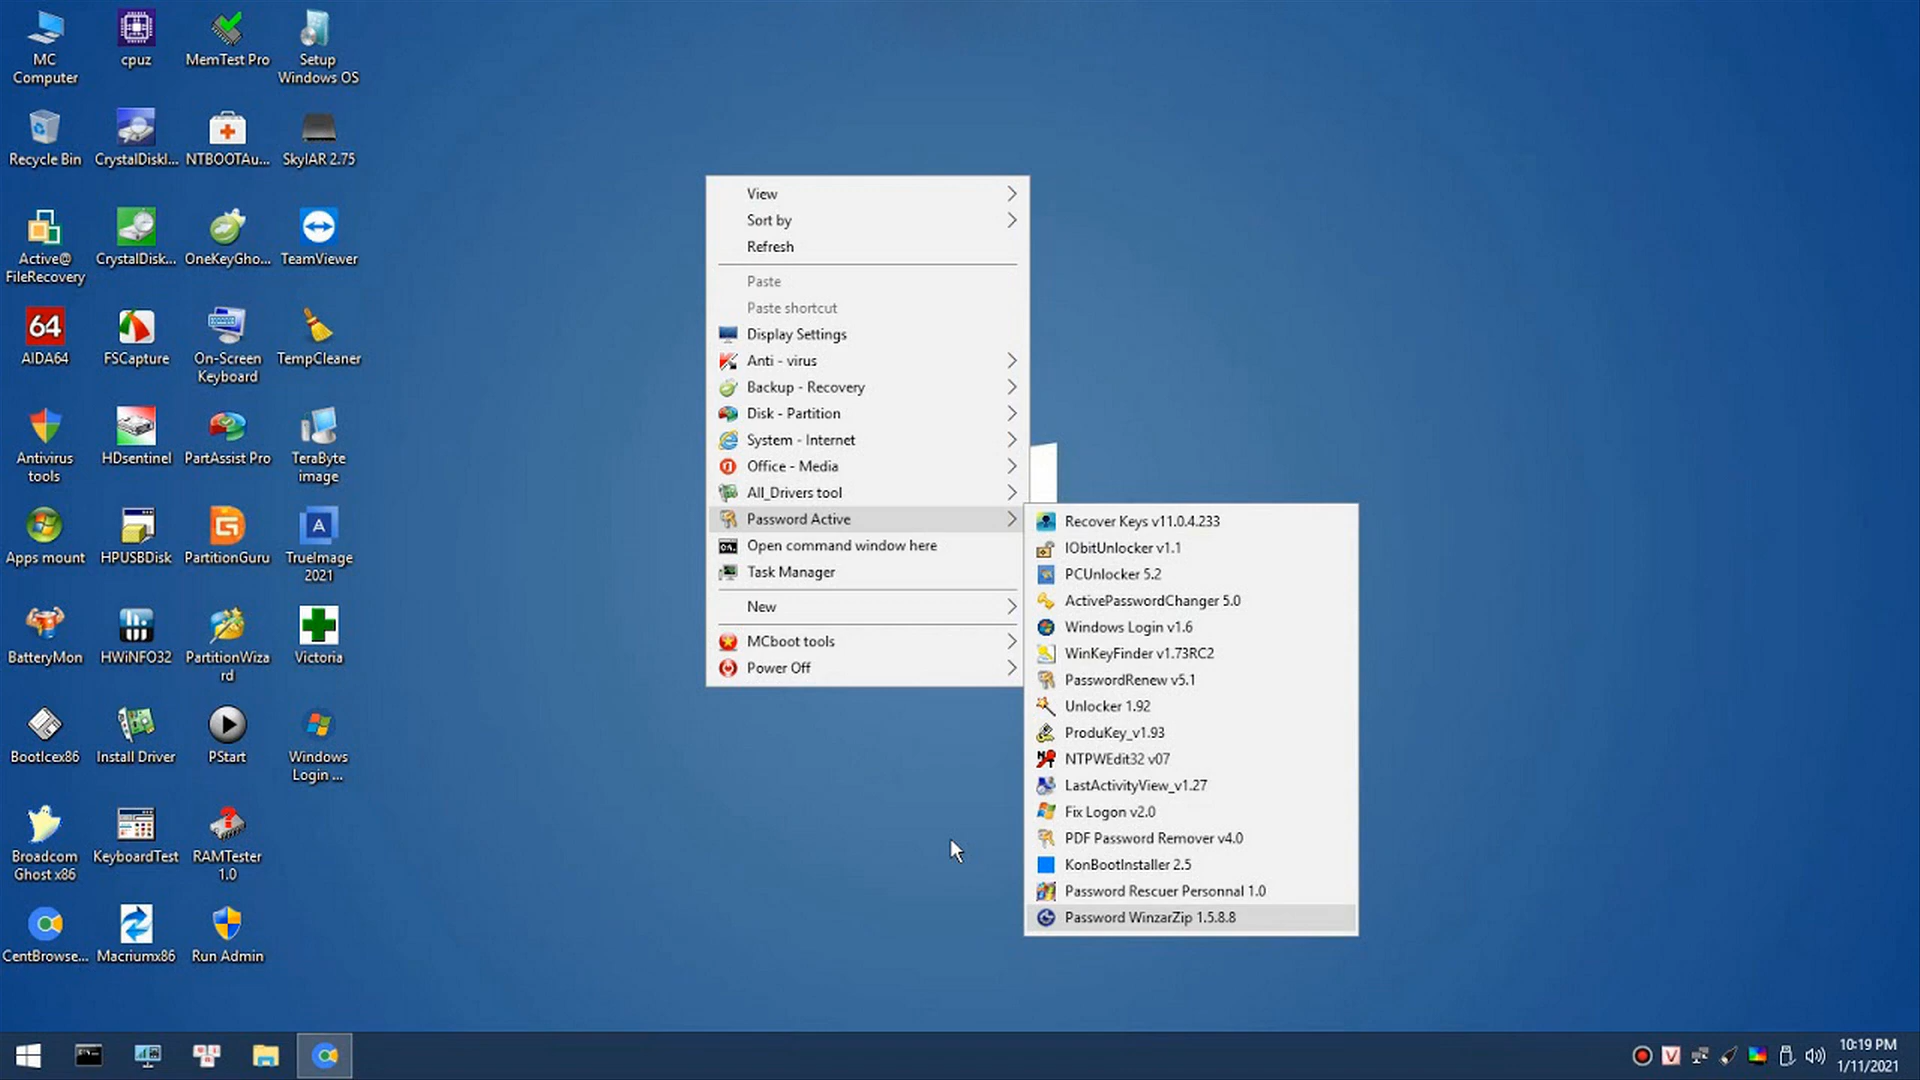 MC
Computer
cpuz
MemTest Pro
Setup
Windows OS
Recycle Bin
CrystalDiskI...
NTBOOTAu...
SkyIAR 2.75
Active@
FileRecovery
CrystalDisk...
OneKeyGho...
TeamViewer
64
AIDA64
FSCapture
On-Screen
Keyboard
TempCleaner
Antivirus
tools
HDsentinel
PartAssist Pro
TeraByte
image
Apps mount
HPUSBDisk
PartitionGuru
TrueImage
2021
BatteryMon
HWiNFO32
PartitionWiza
rd
Victoria
BootIcex86
Install Driver
PStart
Windows
Login ...
Broadcom
Ghost x86
KeyboardTest
RAMTester
1.0
CentBrowse...
Macriumx86
Run Admin
View
Sort by
Refresh
Paste
Paste shortcut
Display Settings
Anti - virus
Backup - Recovery
Disk - Partition
System - Internet
Office - Media
All_Drivers tool
Password Active
Open command window here
Task Manager
New
MCboot tools
Power Off
Recover Keys v11.0.4.233
IObitUnlocker v1.1
PCUnlocker 5.2
ActivePasswordChanger 5.0
Windows Login v1.6
WinKeyFinder v1.73RC2
PasswordRenew v5.1
Unlocker 1.92
ProduKey_v1.93
NTPWEdit32 v07
LastActivityView_v1.27
Fix Logon v2.0
PDF Password Remover v4.0
KonBootInstaller 2.5
Password Rescuer Personnal 1.0
Password WinzarZip 1.5.8.8
V
10:19 PM
1/11/2021